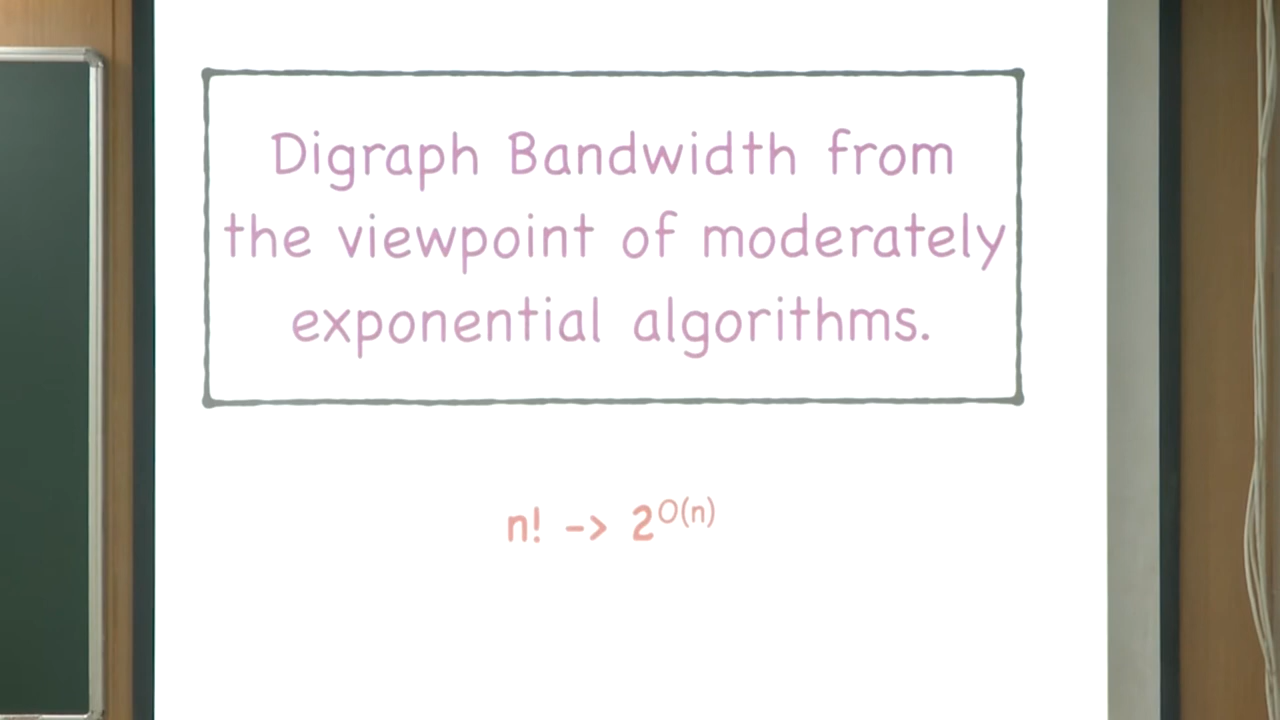 Digraph Bandwidth from
the viewpoint of moderately
exponential algorithms.
n! -> 2^O(n)